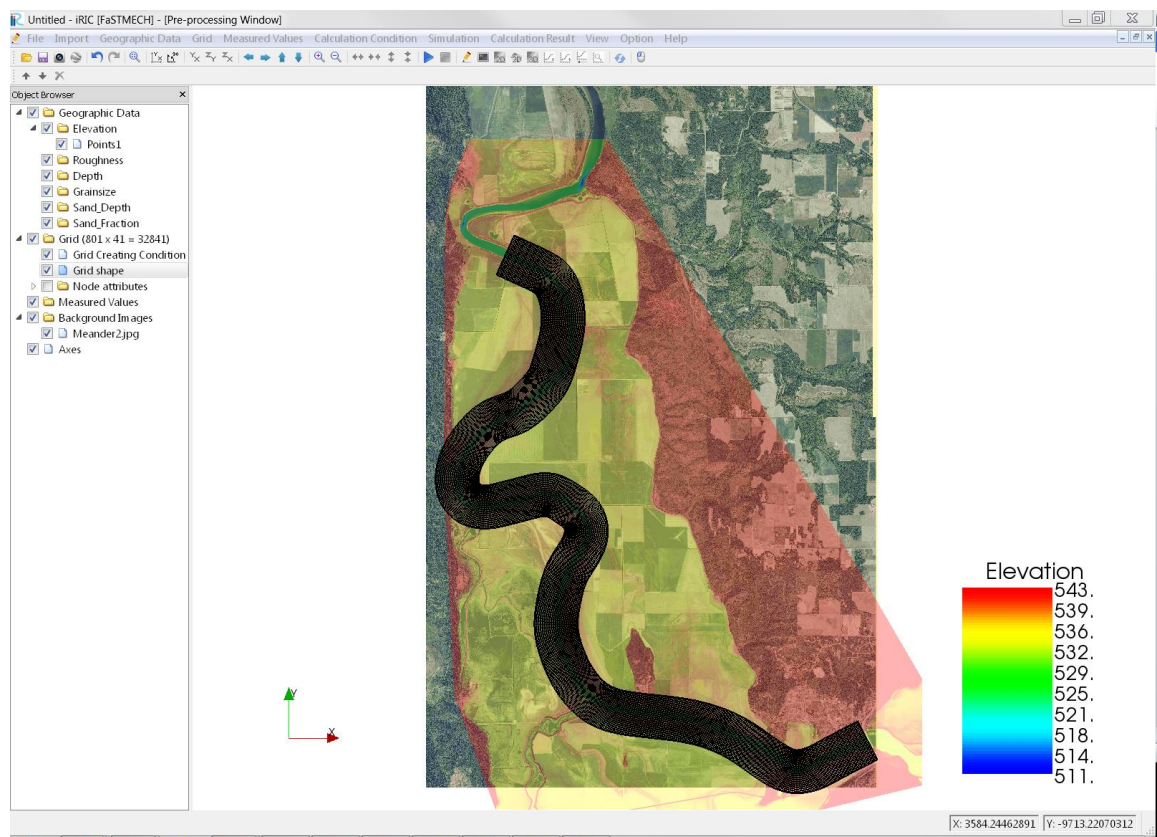 Untitled - iRIC [FaSTMECH] - [Pre-processing Window]
File Import Geographic Data Grid Measured Values Calculation Condition Simulation Calculation Result View Option Help
Object Browser
Geographic Data
Elevation
Points1
Roughness
Depth
Grainsize
Sand_Depth
Sand_Fraction
Grid (801 x 41 = 32841)
Grid Creating Condition
Grid shape
Node attributes
Measured Values
Background Images
Meander2.jpg
Axes
Y
X
Elevation
543.
539.
536.
532.
529.
525.
521.
518.
514.
511.
X: 3584.24462891 Y: -9713.22070312